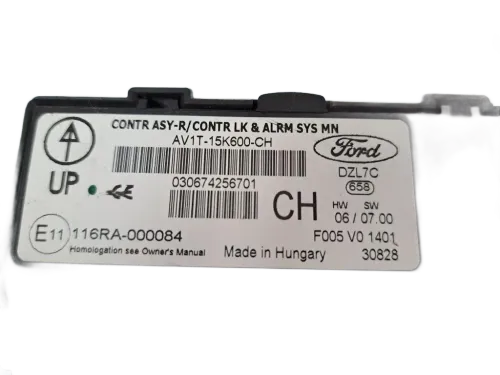 CONTR ASY-R/CONTR LK & ALRM SYS MN
AV1T-15K600-CH
Ford
DZL7C
658
UP
030674256701
CH
HW SW
06 / 07.00
E11 116RA-000084
F005 V0 1401
Homologation see Owner's Manual
Made in Hungary
30828